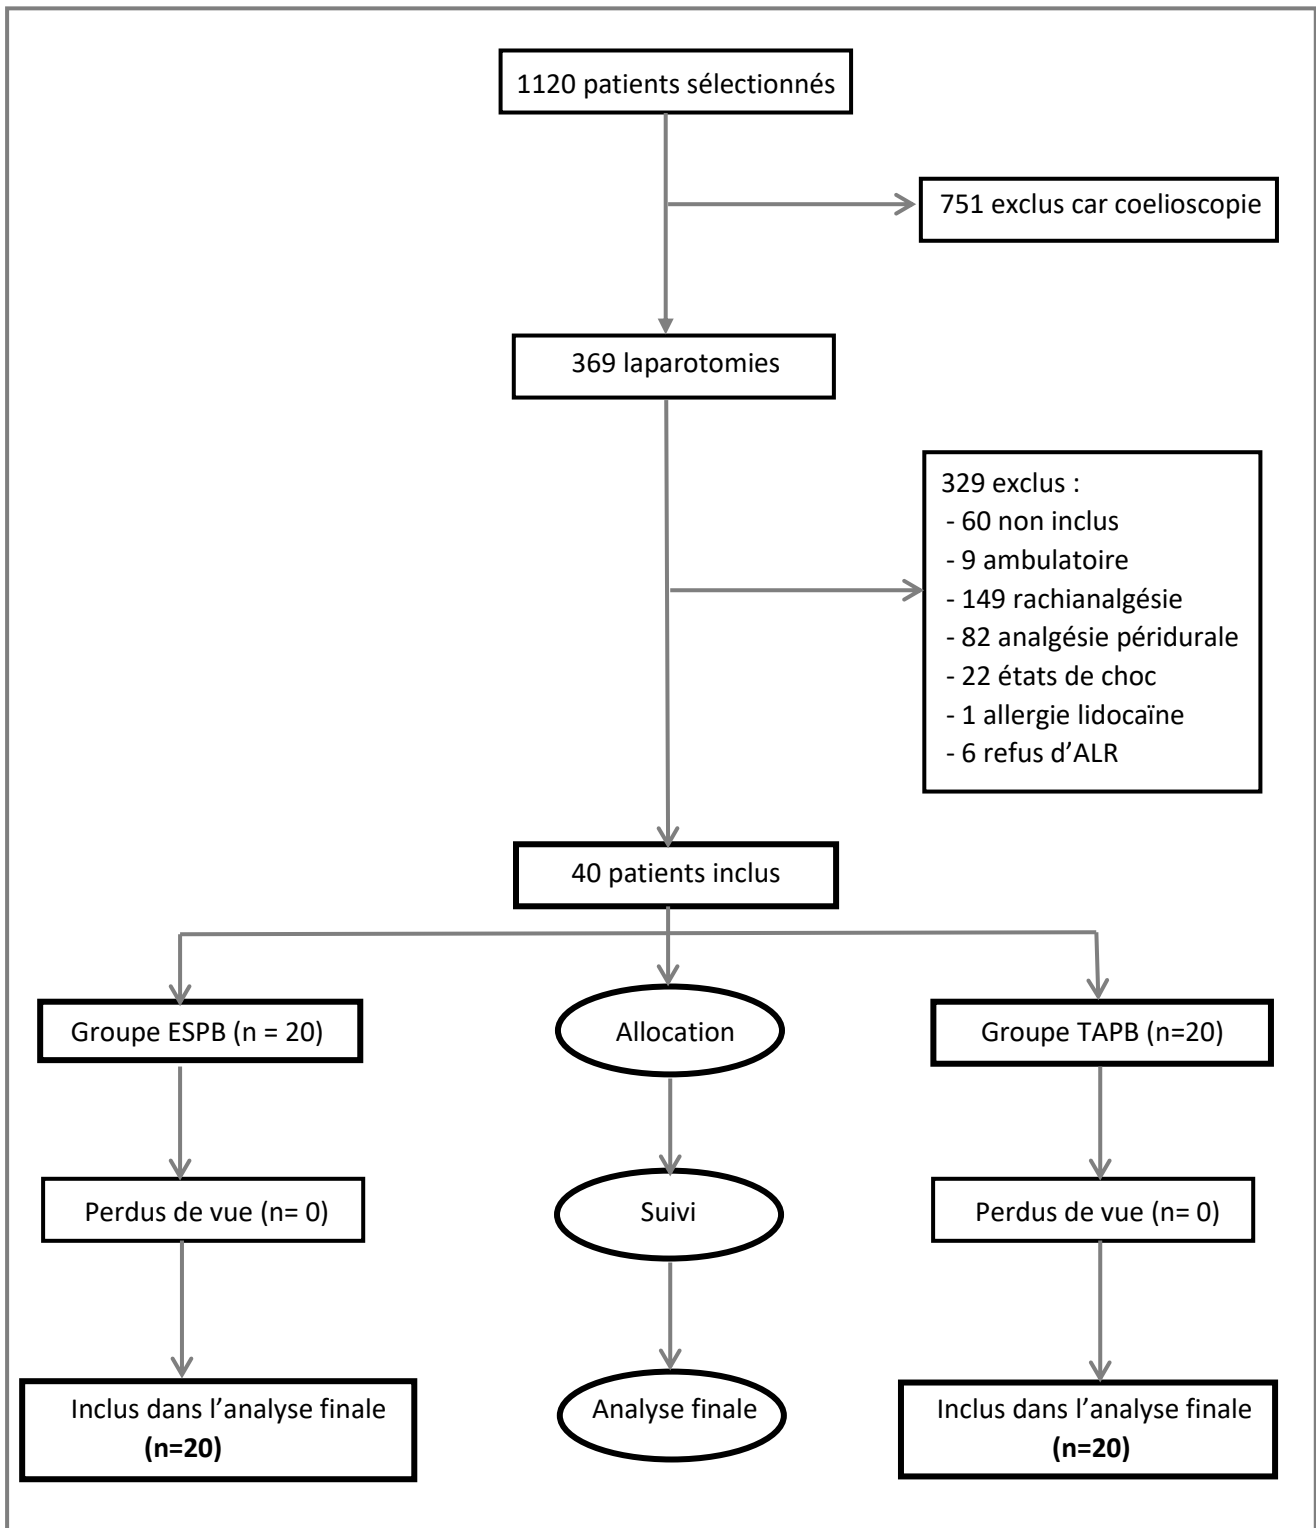 1120 patients sélectionnés
751 exclus car coelioscopie
369 laparotomies
329 exclus :
- 60 non inclus
- 9 ambulatoire
- 149 rachianalgésie
- 82 analgésie péridurale
- 22 états de choc
- 1 allergie lidocaïne
- 6 refus d’ALR
40 patients inclus
Groupe ESPB (n = 20)
Allocation
Groupe TAPB (n=20)
Perdus de vue (n= 0)
Suivi
Perdus de vue (n= 0)
Inclus dans l’analyse finale
(n=20)
Analyse finale
Inclus dans l’analyse finale
(n=20)